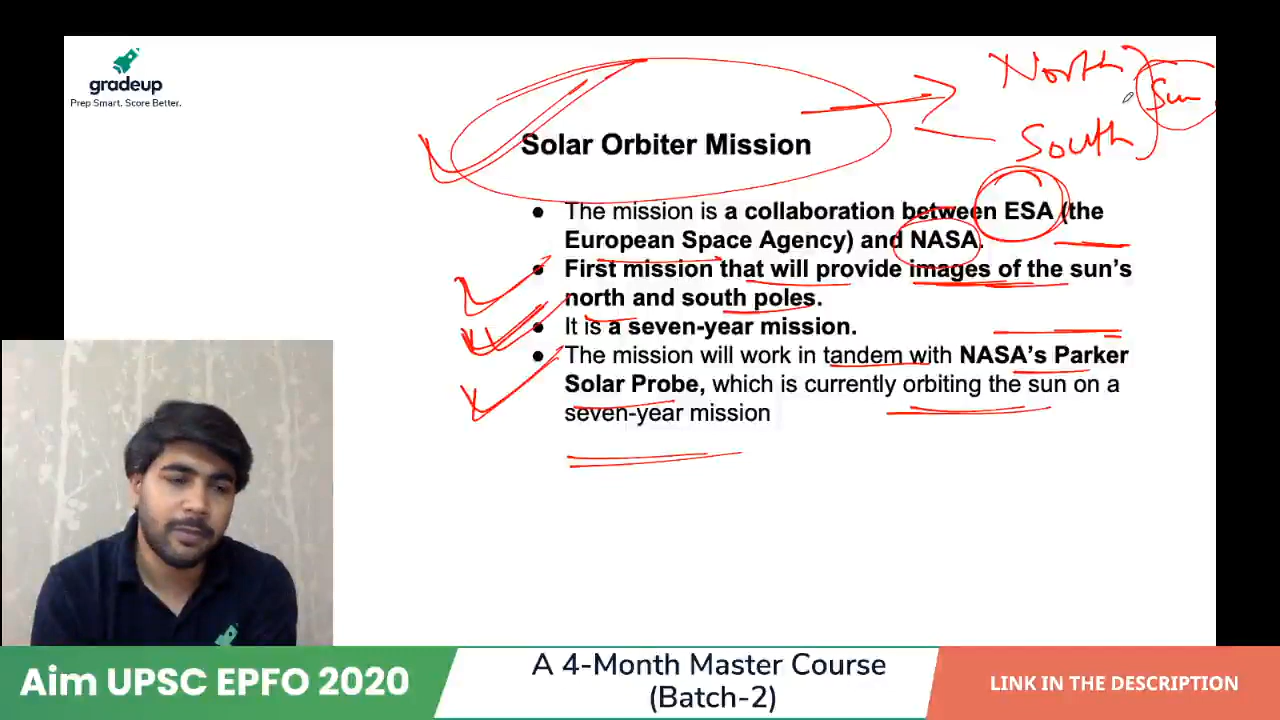 gradeup
Prep Smart. Score Better.
North
Sun
South
Solar Orbiter Mission
● The mission is a collaboration between ESA (the
European Space Agency) and NASA.
● First mission that will provide images of the sun's
north and south poles.
● It is a seven-year mission.
● The mission will work in tandem with NASA's Parker
Solar Probe, which is currently orbiting the sun on a
seven-year mission
Aim UPSC EPFO 2020
A 4-Month Master Course
(Batch-2)
LINK IN THE DESCRIPTION